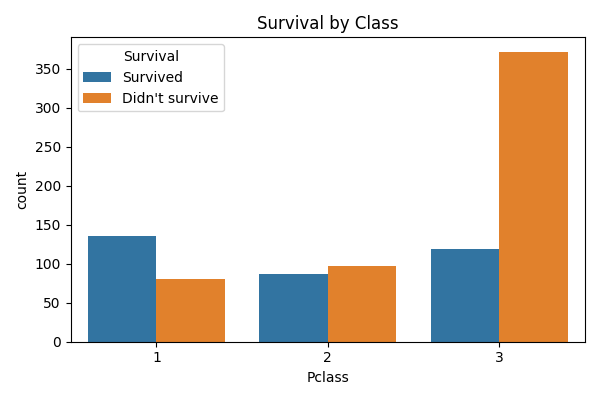 Survival by Class
Survival
Survived
Didn't survive
350
300
250
200
150
100
50
0
count
1 2 3
Pclass